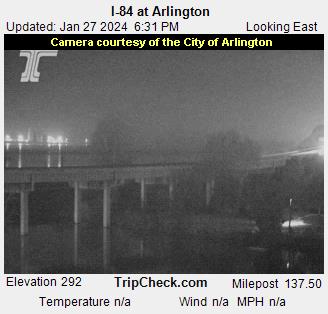 I-84 at Arlington
Updated: Jan 27 2024 6:31 PM Looking East
Camera courtesy of the City of Arlington
Elevation 292 TripCheck.com Milepost 137.50
Temperature n/a Wind n/a MPH n/a